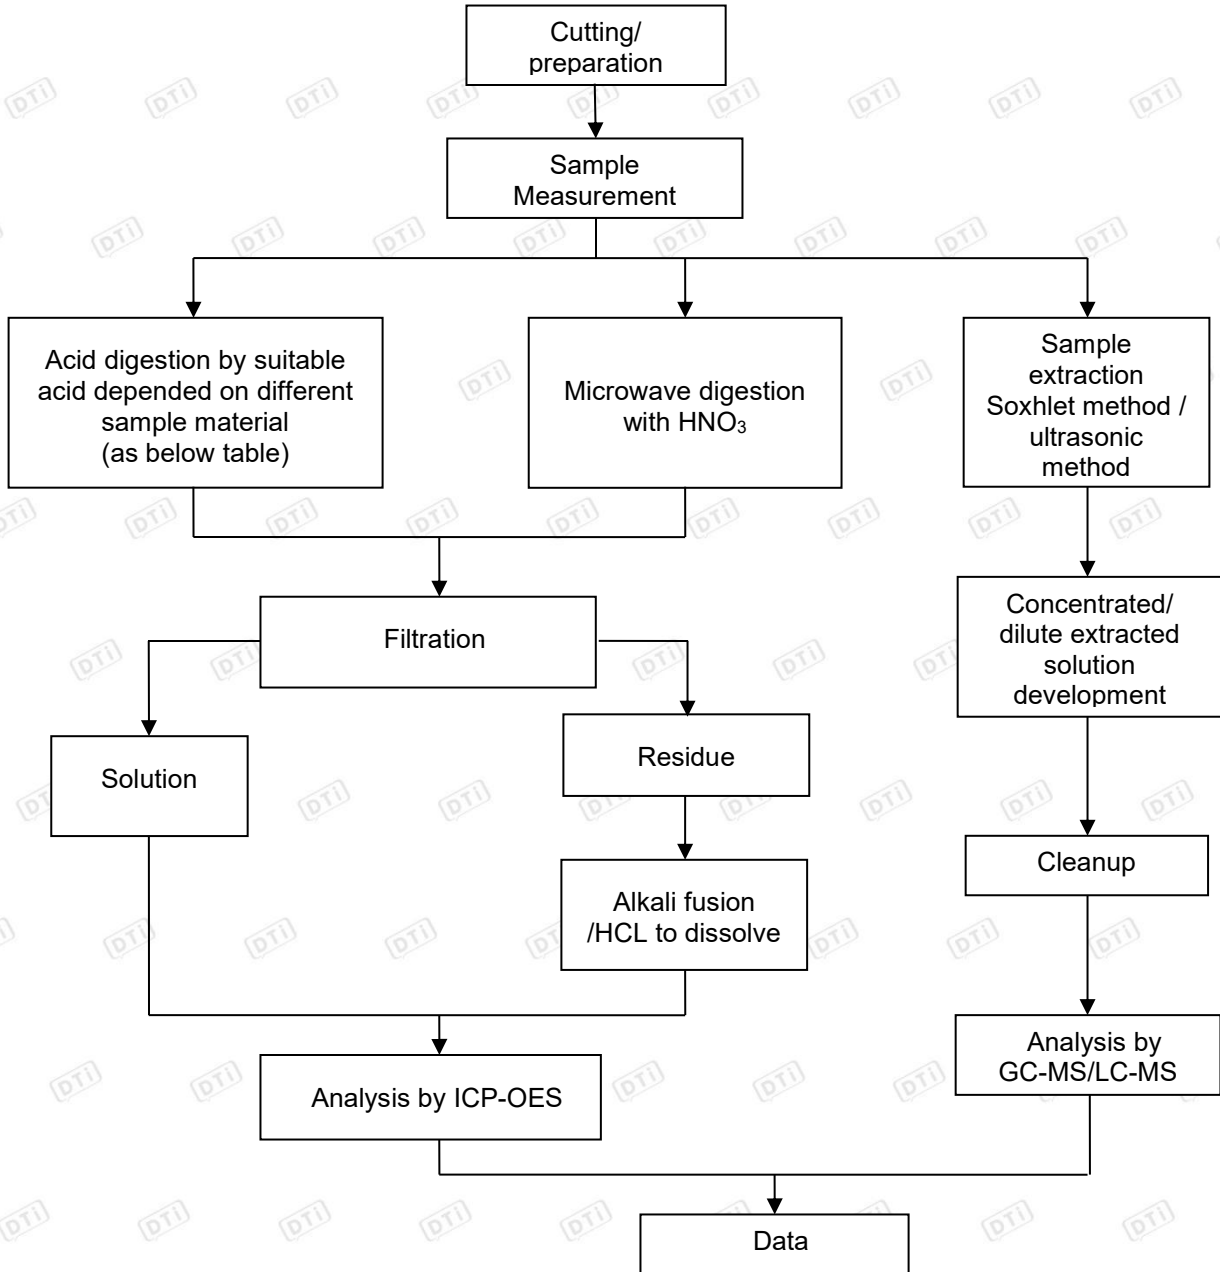 Cutting/
preparation
Sample
Measurement
Acid digestion by suitable
acid depended on different
sample material
(as below table)
Microwave digestion
with HNO₃
Sample
extraction
Soxhlet method /
ultrasonic
method
Filtration
Concentrated/
dilute extracted
solution
development
Solution
Residue
Cleanup
Alkali fusion
/HCL to dissolve
Analysis by ICP-OES
Analysis by
GC-MS/LC-MS
Data
DTi